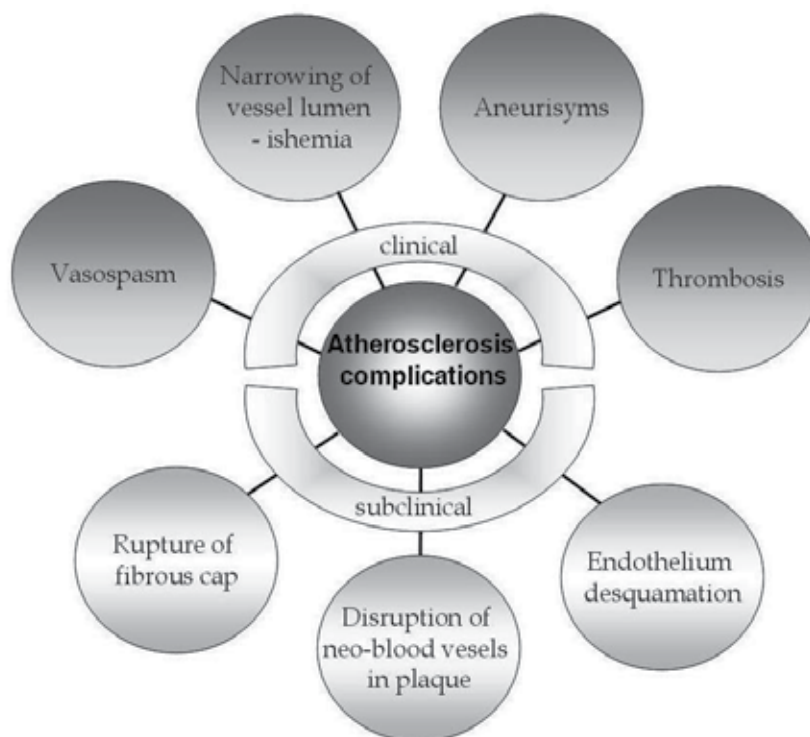 Narrowing of
vessel lumen
- ishemia
Aneurisyms
Vasospasm
clinical
Thrombosis
Atherosclerosis
complications
subclinical
Rupture of
fibrous cap
Disruption of
neo-blood vesels
in plaque
Endothelium
desquamation